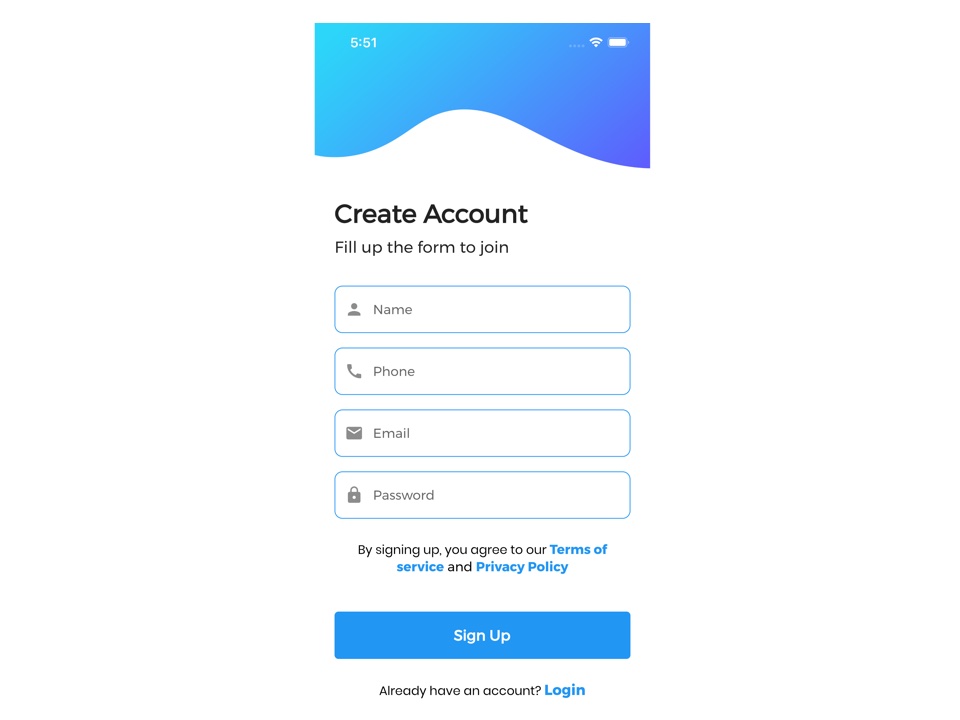 5:51
Create Account
Fill up the form to join
Name
Phone
Email
Password
By signing up, you agree to our Terms of
service and Privacy Policy
Sign Up
Already have an account? Login